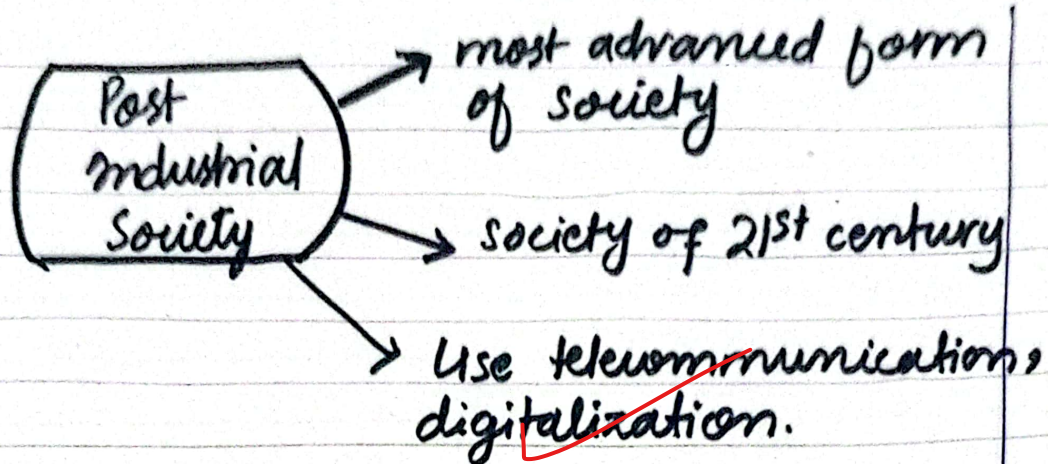 Post
Industrial
Society
most advanced form
of society
society of 21st century
Use telecommunication,
digitalization.